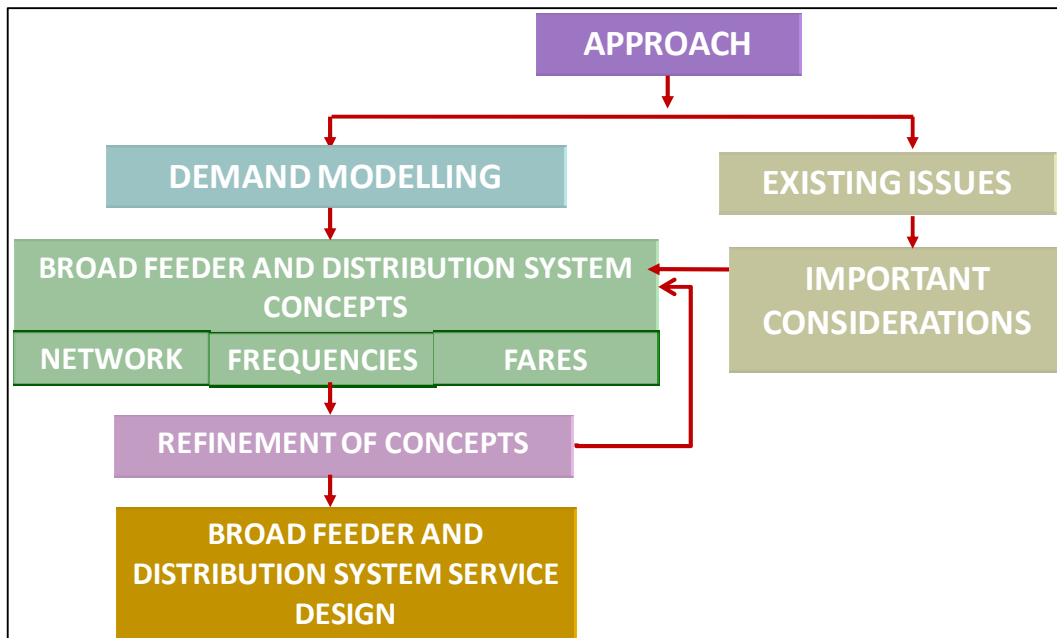 APPROACH
DEMAND MODELLING
EXISTING ISSUES
BROAD FEEDER AND DISTRIBUTION SYSTEM
CONCEPTS
IMPORTANT
CONSIDERATIONS
NETWORK
FREQUENCIES
FARES
REFINEMENT OF CONCEPTS
BROAD FEEDER AND
DISTRIBUTION SYSTEM SERVICE
DESIGN